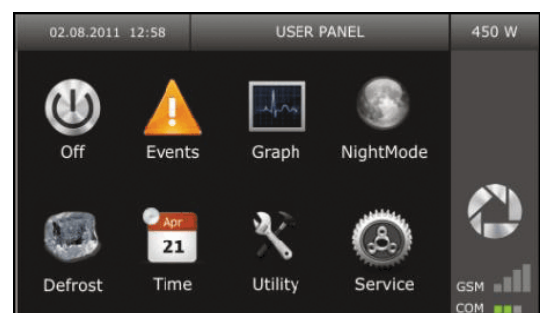 02.08.2011 12:58 USER PANEL 450 W
Off Events Graph NightMode
Apr
21
Defrost Time Utility Service
GSM
COM